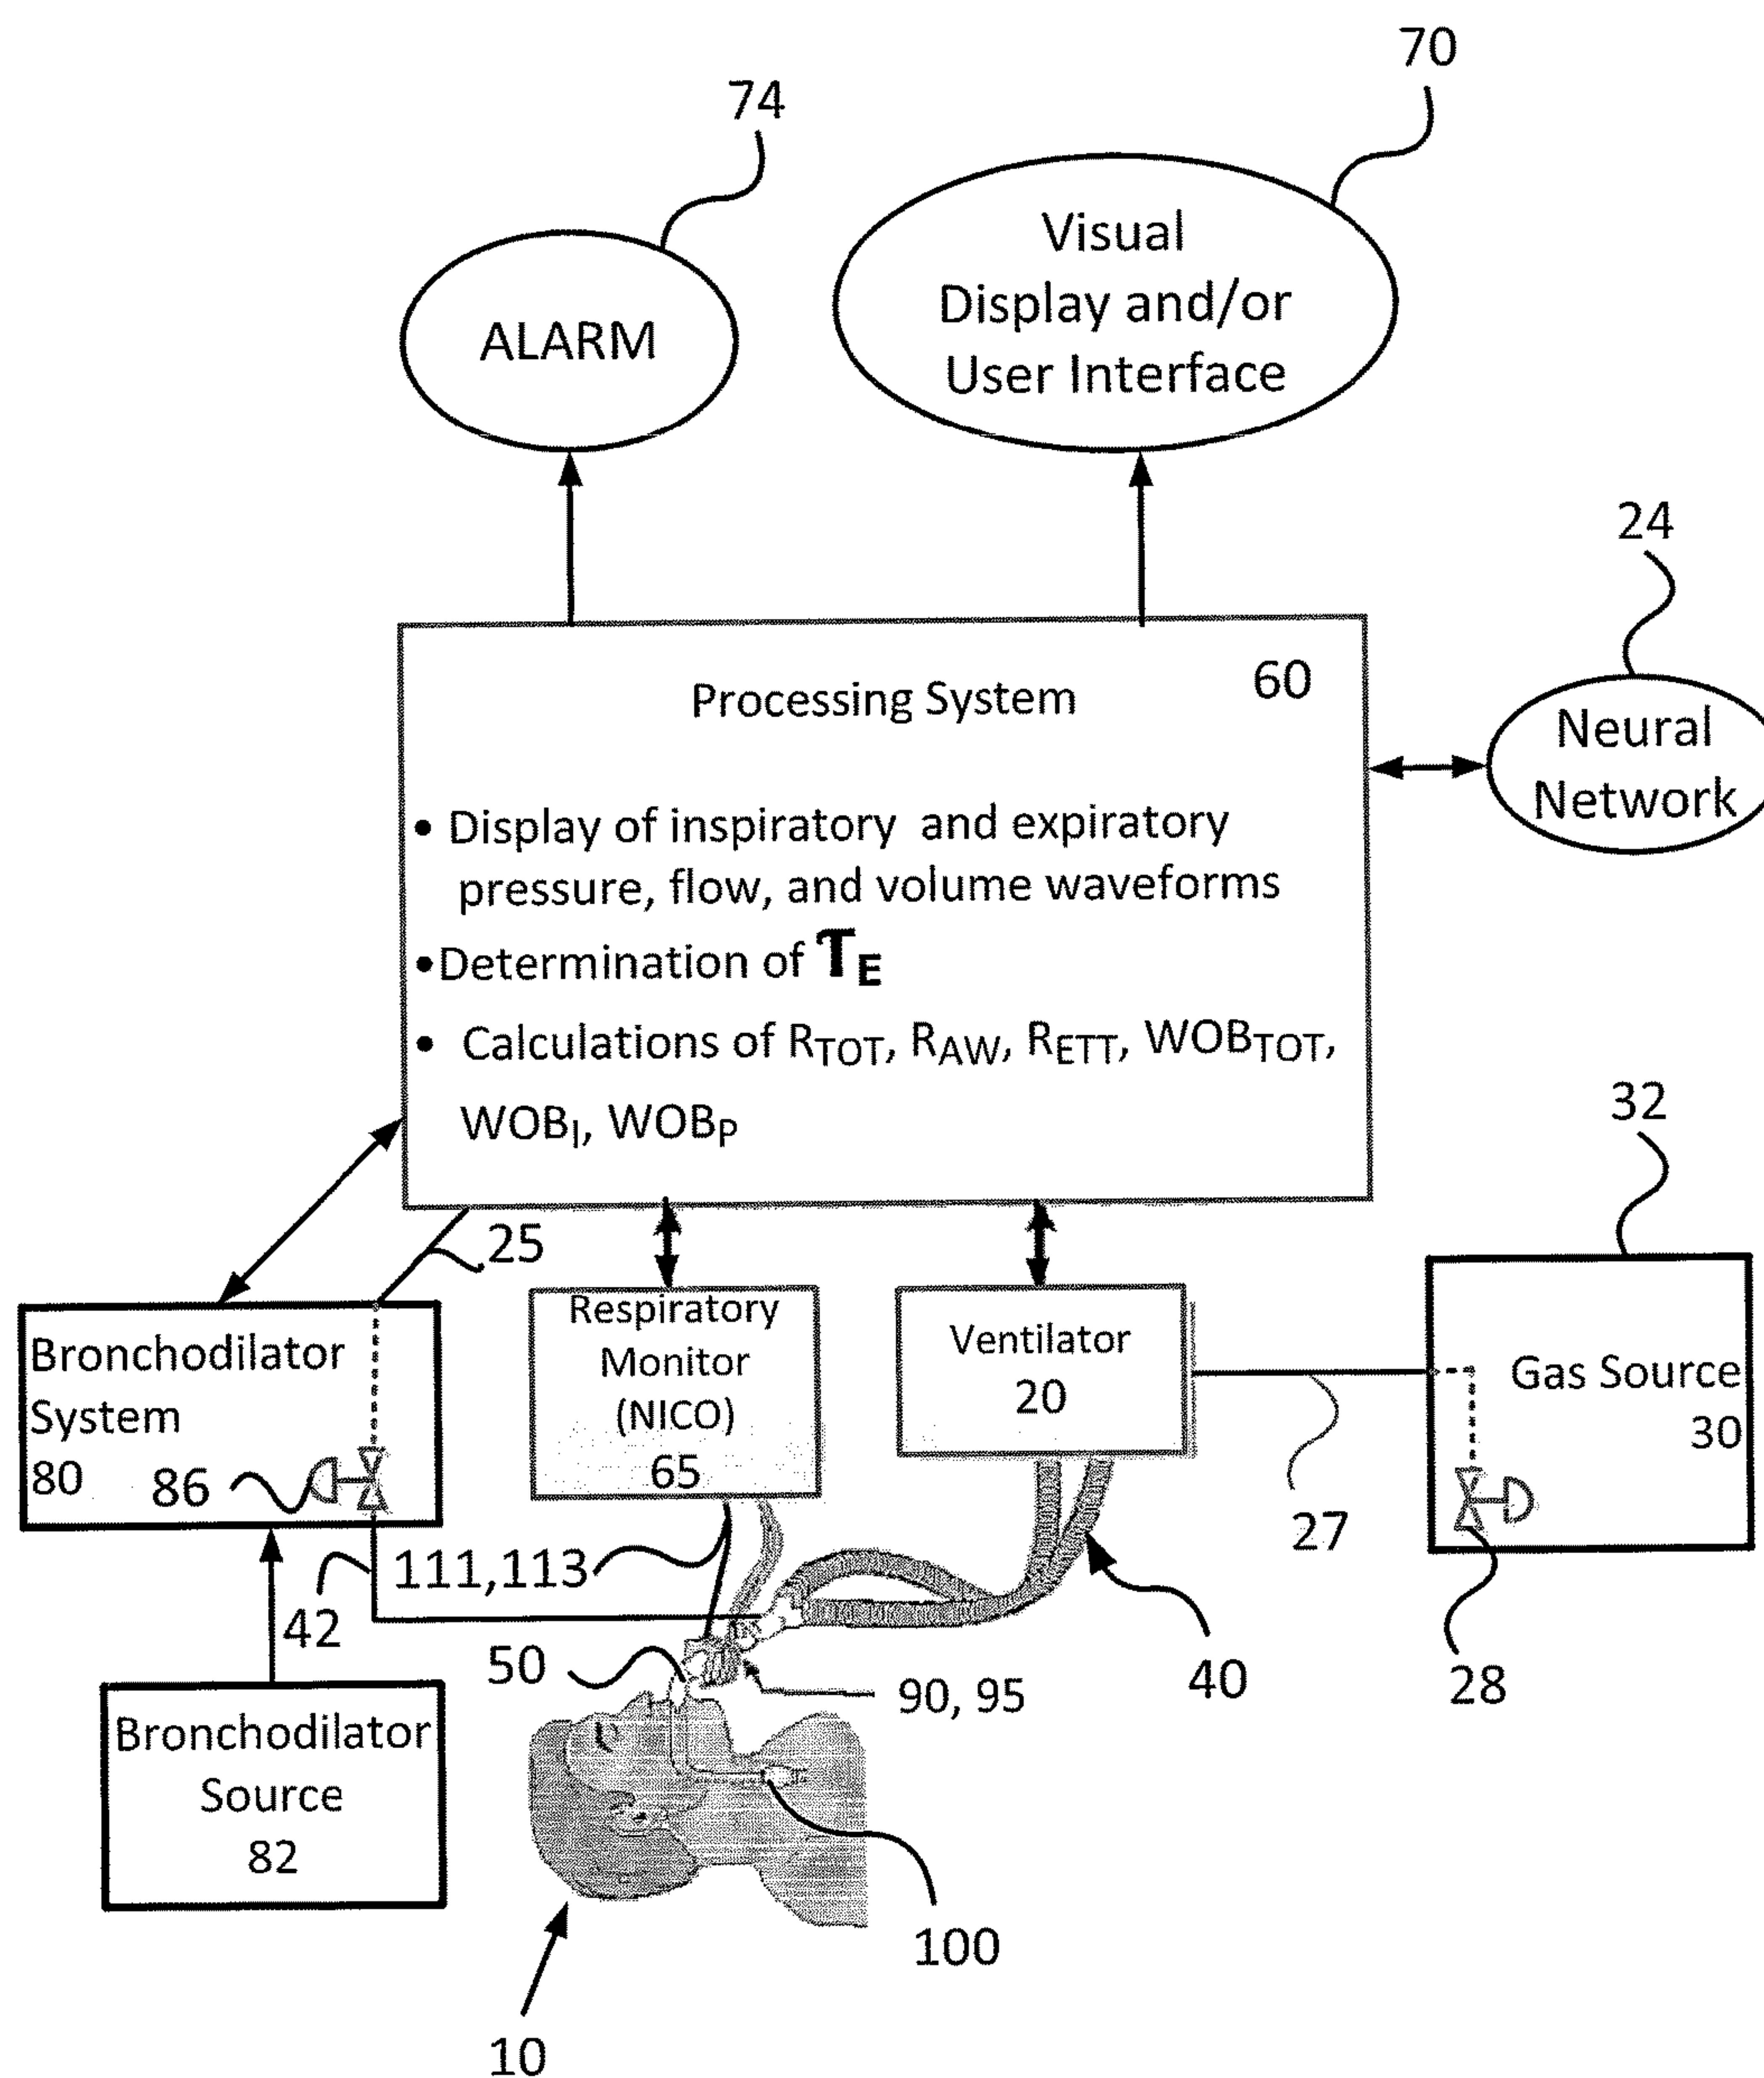 70
74
Visual
Display and/or
User Interface
ALARM
24
Neural
Network
Processing System
60
• Display of inspiratory and expiratory
pressure, flow, and volume waveforms
•Determination of ΤE
• Calculations of RTOT, RAW, RETT, WOBTOT,
WOBI, WOBP
32
25
Bronchodilator
System
80
86
Respiratory
Monitor
(NICO)
65
Ventilator
20
Gas Source
30
27
28
111,113
42
50
90, 95
40
Bronchodilator
Source
82
100
10